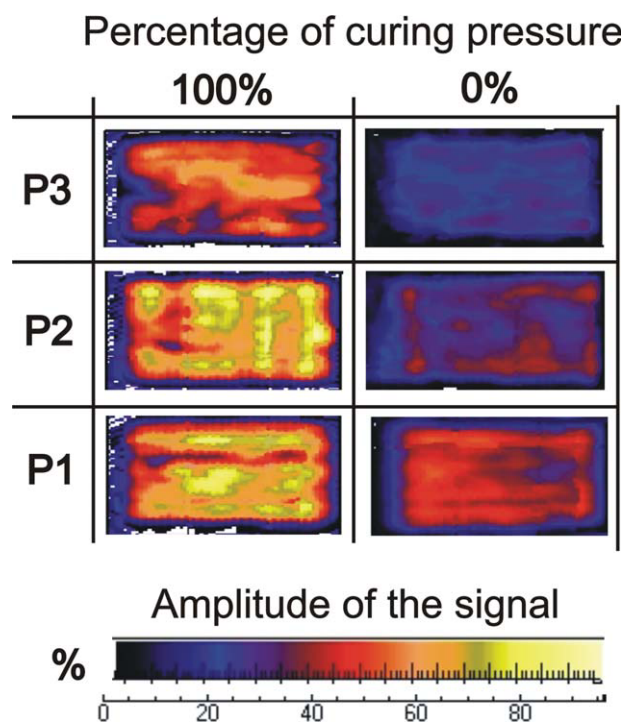 Percentage of curing pressure
100% 0%
P3
P2
P1
Amplitude of the signal
%
0 20 40 60 80